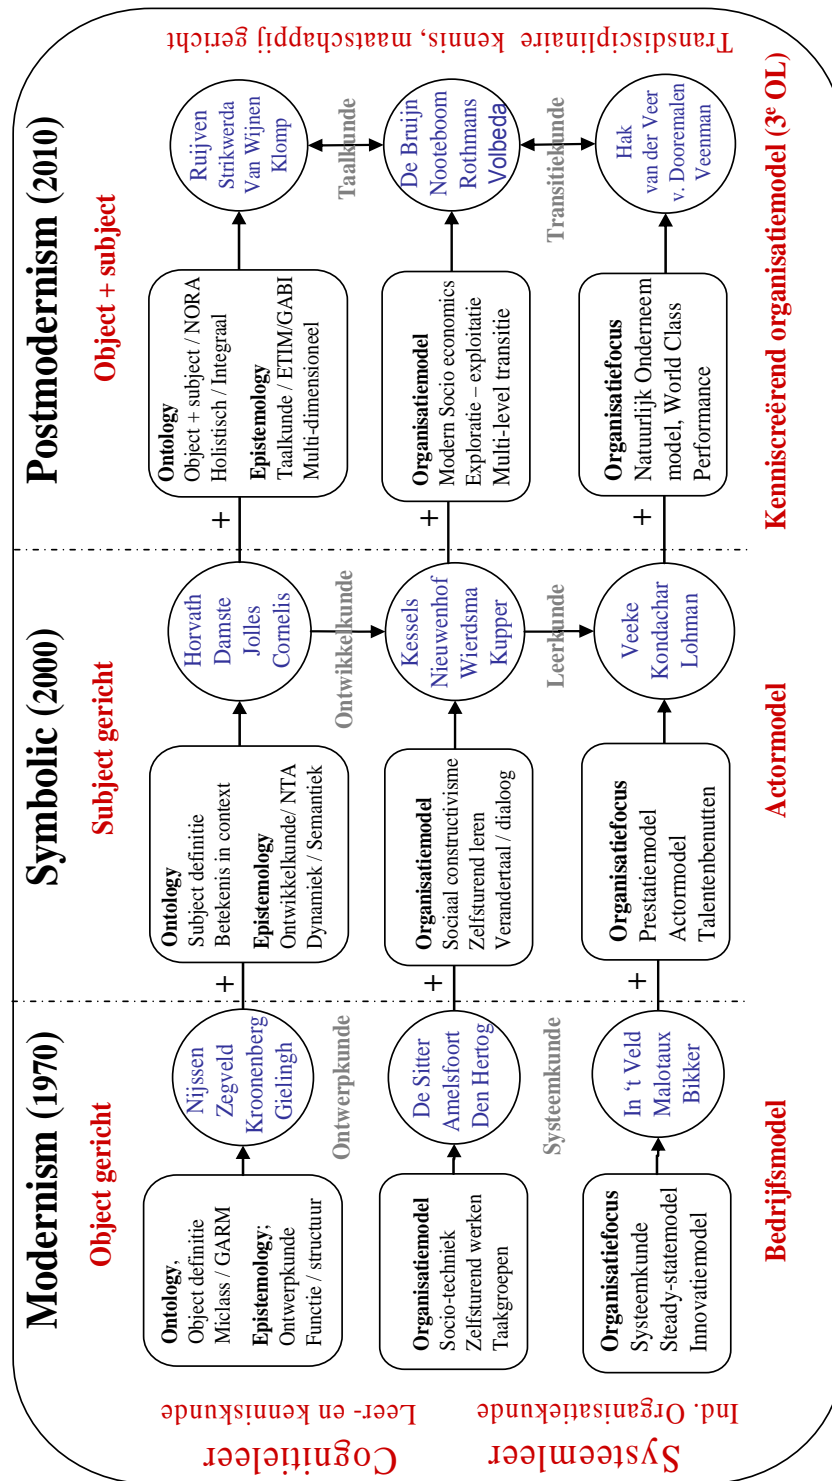 Modernism (1970)
Object gericht
Symbolic (2000)
Subject gericht
Postmodernism (2010)
Object + subject
Cognitieleer
Leer- en kenniskunde
Systeemleer
Ind. Organisatiekunde
Ontology,
Object definitie
Miclass / GARM
Epistemology;
Ontwerpkunde
Functie / structuur
Nijssen
Zegveld
Kroonenberg
Gielingh
+
Ontology
Subject definitie
Betekenis in context
Epistemology
Ontwikkelkunde/ NTA
Dynamiek / Semantiek
Horvath
Damste
Jolles
Cornelis
+
Ontology
Object + subject / NORA
Holistisch / Integraal
Epistemology
Taalkunde / ETIM/GABI
Multi-dimensioneel
Ruijven
Strikwerda
Van Wijnen
Klomp
Ontwerpkunde
Ontwikkelkunde
Taalkunde
Organisatiemodel
Socio-techniek
Zelfsturend werken
Taakgroepen
De Sitter
Amelsfoort
Den Hertog
+
Organisatiemodel
Sociaal constructivisme
Zelfsturend leren
Verandertaal / dialoog
Kessels
Nieuwenhof
Wierdsma
Kupper
+
Organisatiemodel
Modern Socio economics
Exploratie – exploitatie
Multi-level transitie
De Bruijn
Nooteboom
Rothmans
Volbeda
Systeemkunde
Leerkunde
Transitiekunde
Organisatiefocus
Systeemkunde
Steady-statemodel
Innovatiemodel
In ‘t Veld
Malotaux
Bikker
+
Organisatiefocus
Prestatiemodel
Actormodel
Talentenbenutten
Veeke
Kondachar
Lohman
+
Organisatiefocus
Natuurlijk Onderneem
model, World Class
Performance
Hak
van der Veer
v. Dooremalen
Veenman
Bedrijfsmodel
Actormodel
Kenniscreërend organisatiemodel (3e OL)
Transdisciplinaire kennis, maatschappij gericht